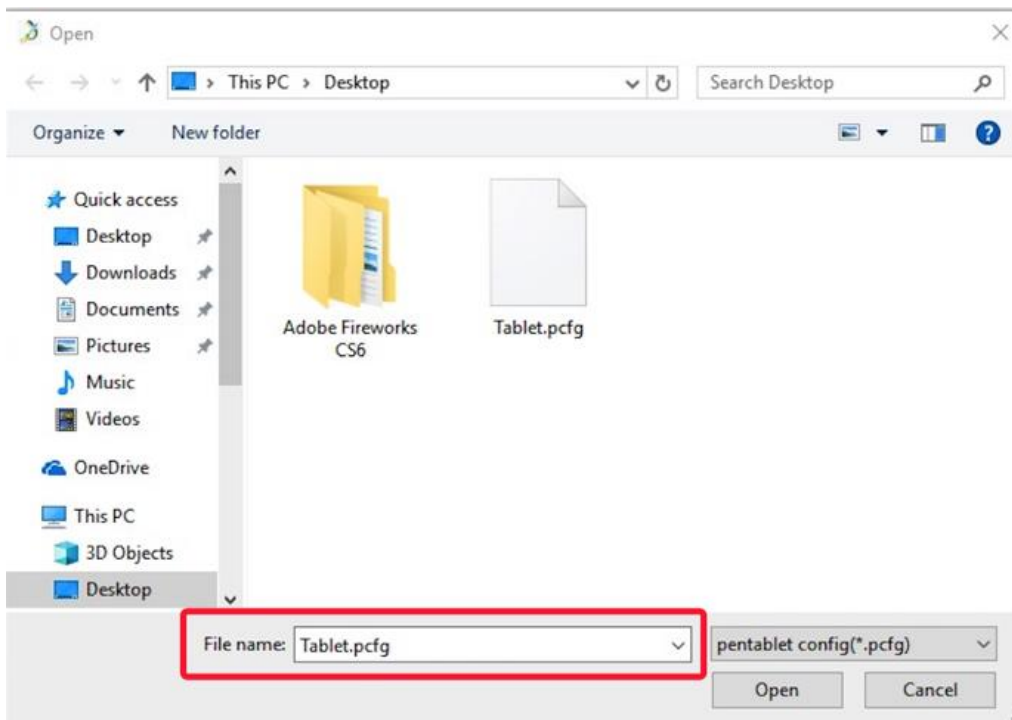 Open
This PC > Desktop
Search Desktop
Organize
New folder
Quick access
Desktop
Downloads
Documents
Pictures
Music
Videos
OneDrive
This PC
3D Objects
Desktop
Adobe Fireworks
CS6
Tablet.pcfg
File name: Tablet.pcfg
pentablet config(*.pcfg)
Open
Cancel